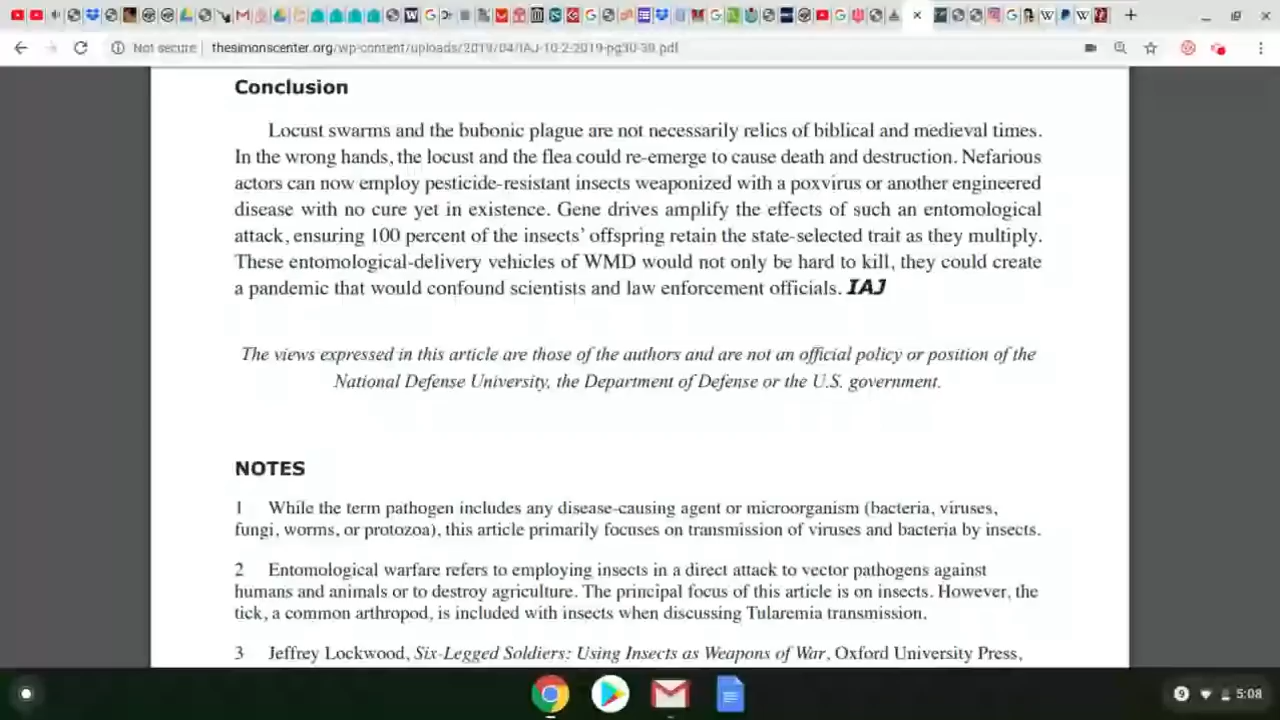 Not secure | thesimonscenter.org/wp-content/uploads/2019/04/IAJ-10-2-2019-pg30-39.pdf
Conclusion
Locust swarms and the bubonic plague are not necessarily relics of biblical and medieval times.
In the wrong hands, the locust and the flea could re-emerge to cause death and destruction. Nefarious
actors can now employ pesticide-resistant insects weaponized with a poxvirus or another engineered
disease with no cure yet in existence. Gene drives amplify the effects of such an entomological
attack, ensuring 100 percent of the insects' offspring retain the state-selected trait as they multiply.
These entomological-delivery vehicles of WMD would not only be hard to kill, they could create
a pandemic that would confound scientists and law enforcement officials. IAJ
The views expressed in this article are those of the authors and are not an official policy or position of the
National Defense University, the Department of Defense or the U.S. government.
NOTES
1 While the term pathogen includes any disease-causing agent or microorganism (bacteria, viruses,
fungi, worms, or protozoa), this article primarily focuses on transmission of viruses and bacteria by insects.
2 Entomological warfare refers to employing insects in a direct attack to vector pathogens against
humans and animals or to destroy agriculture. The principal focus of this article is on insects. However, the
tick, a common arthropod, is included with insects when discussing Tularemia transmission.
3 Jeffrey Lockwood, Six-Legged Soldiers: Using Insects as Weapons of War, Oxford University Press,
9 5:08